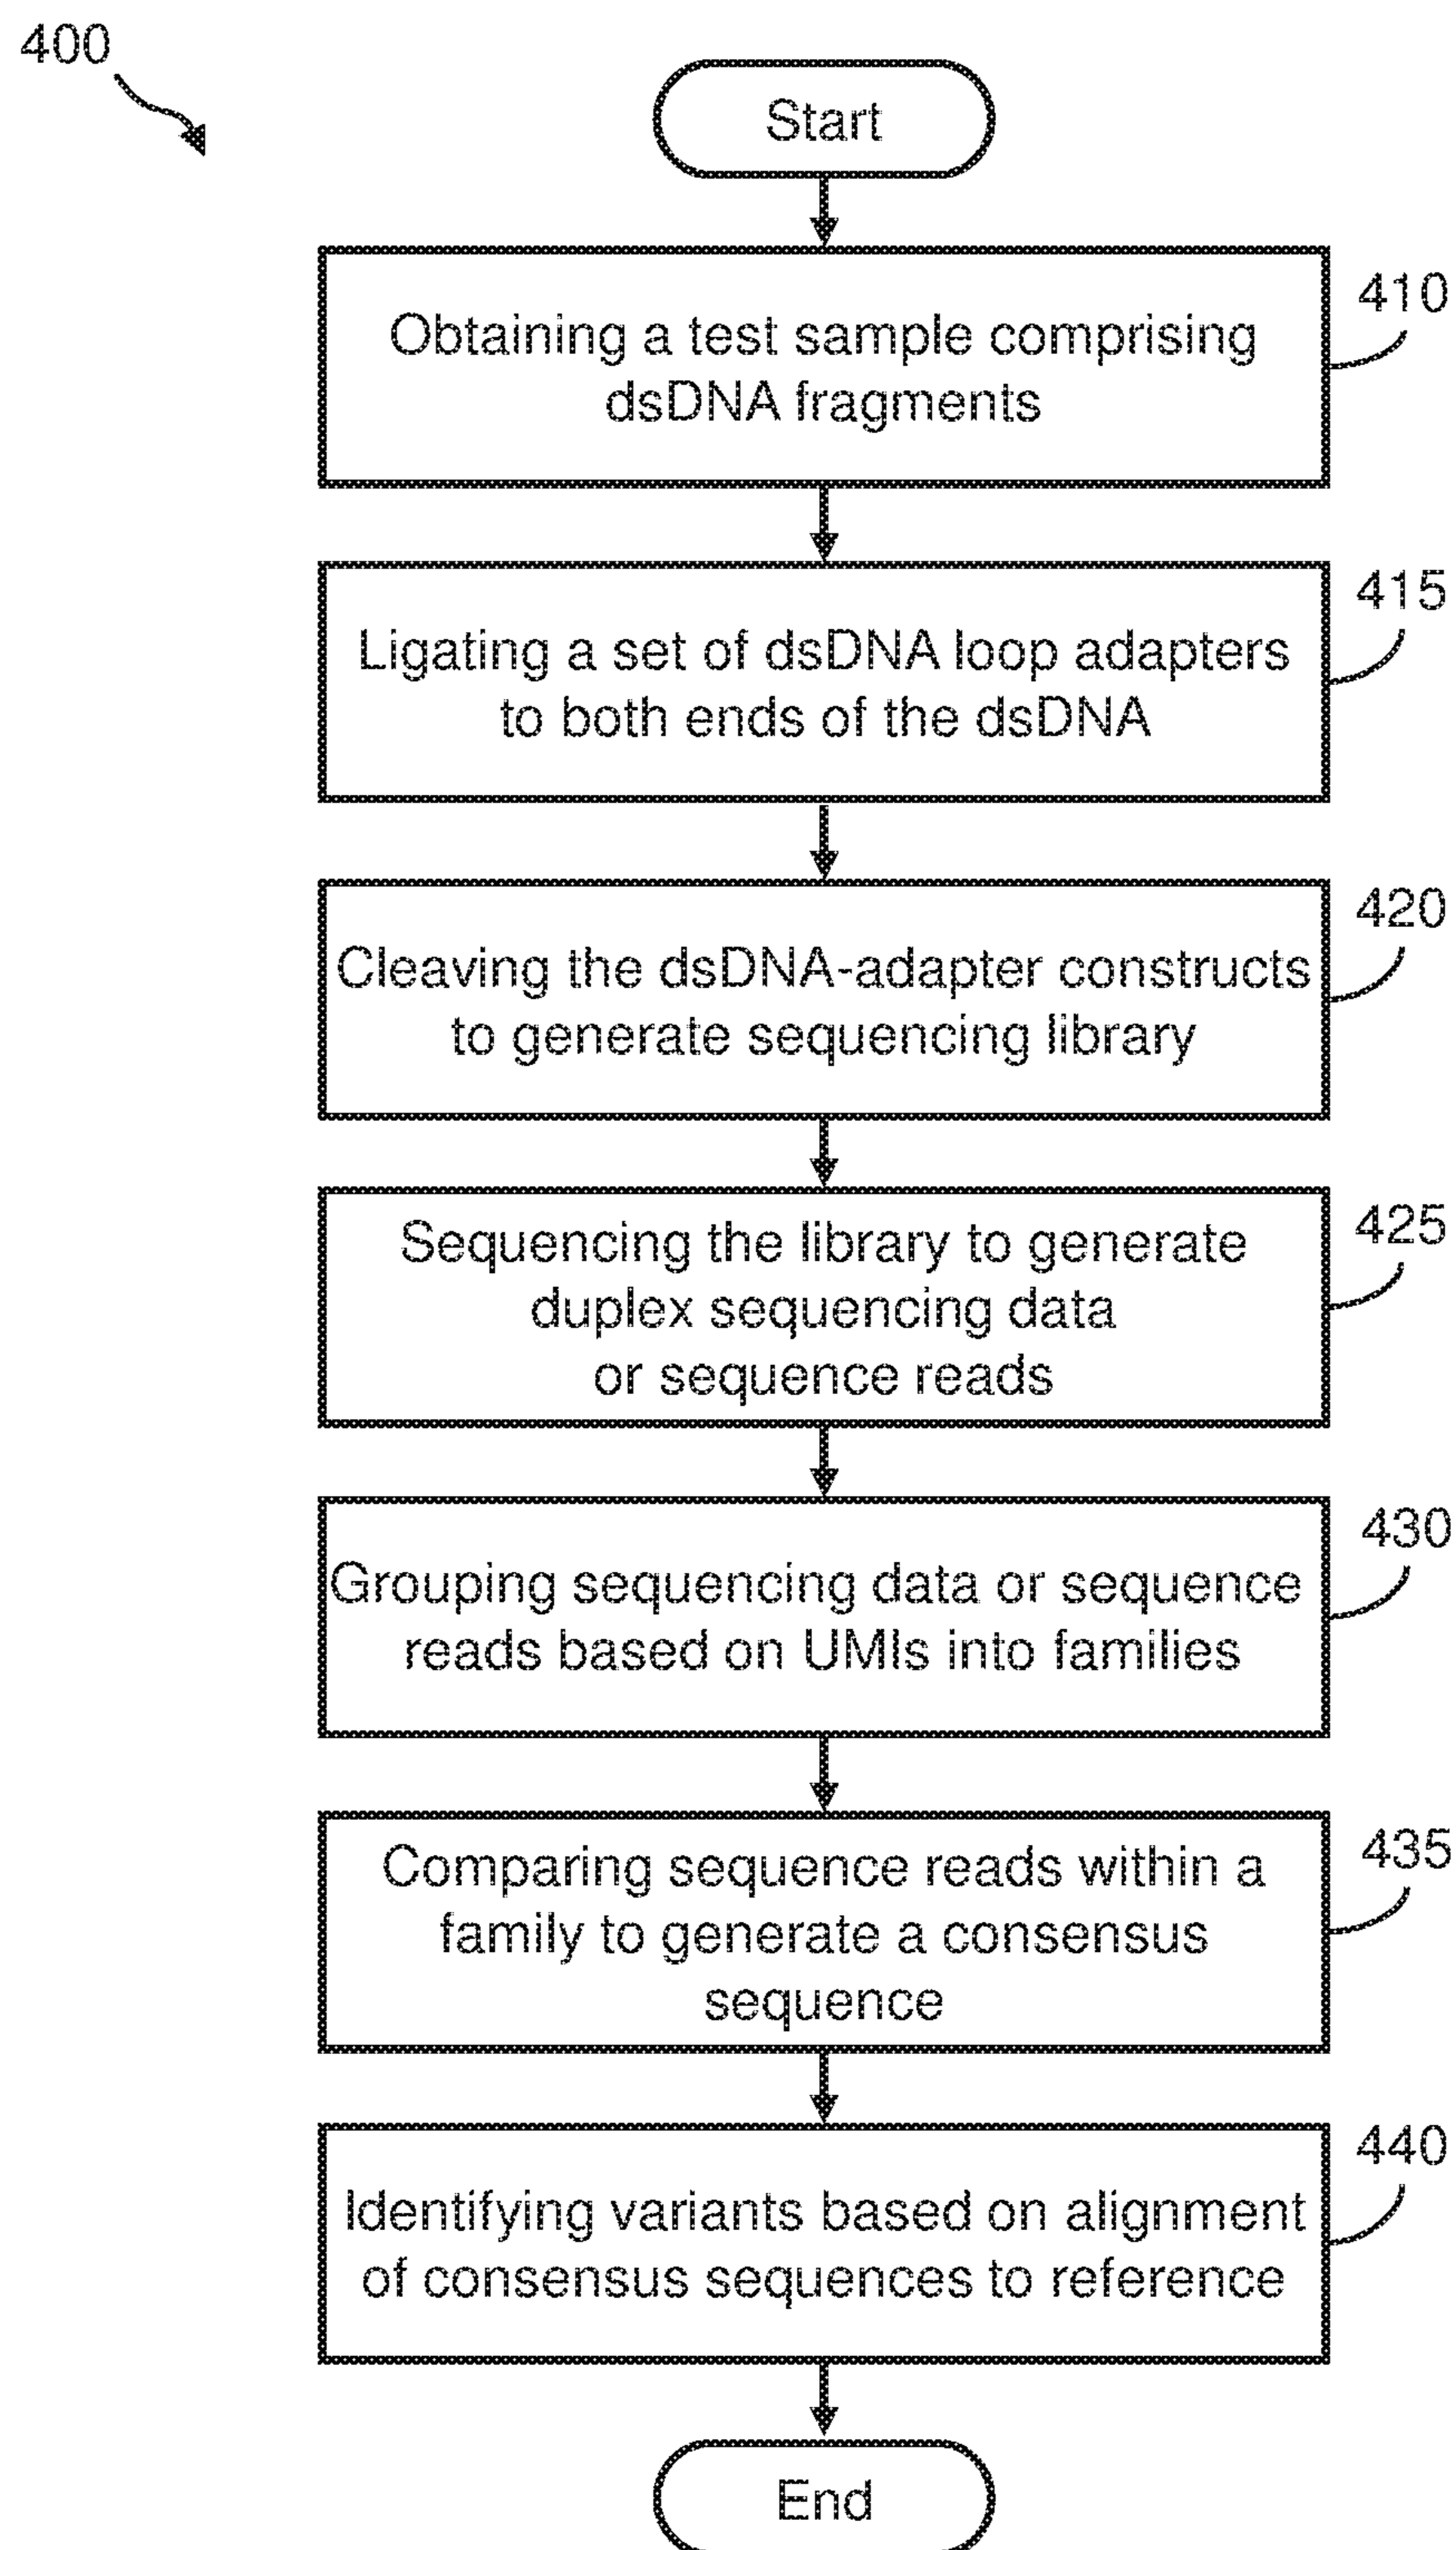 400
Start
410
Obtaining a test sample comprising
dsDNA fragments
415
Ligating a set of dsDNA loop adapters
to both ends of the dsDNA
420
Cleaving the dsDNA-adapter constructs
to generate sequencing library
425
Sequencing the library to generate
duplex sequencing data
or sequence reads
430
Grouping sequencing data or sequence
reads based on UMIs into families
435
Comparing sequence reads within a
family to generate a consensus
sequence
440
Identifying variants based on alignment
of consensus sequences to reference
End